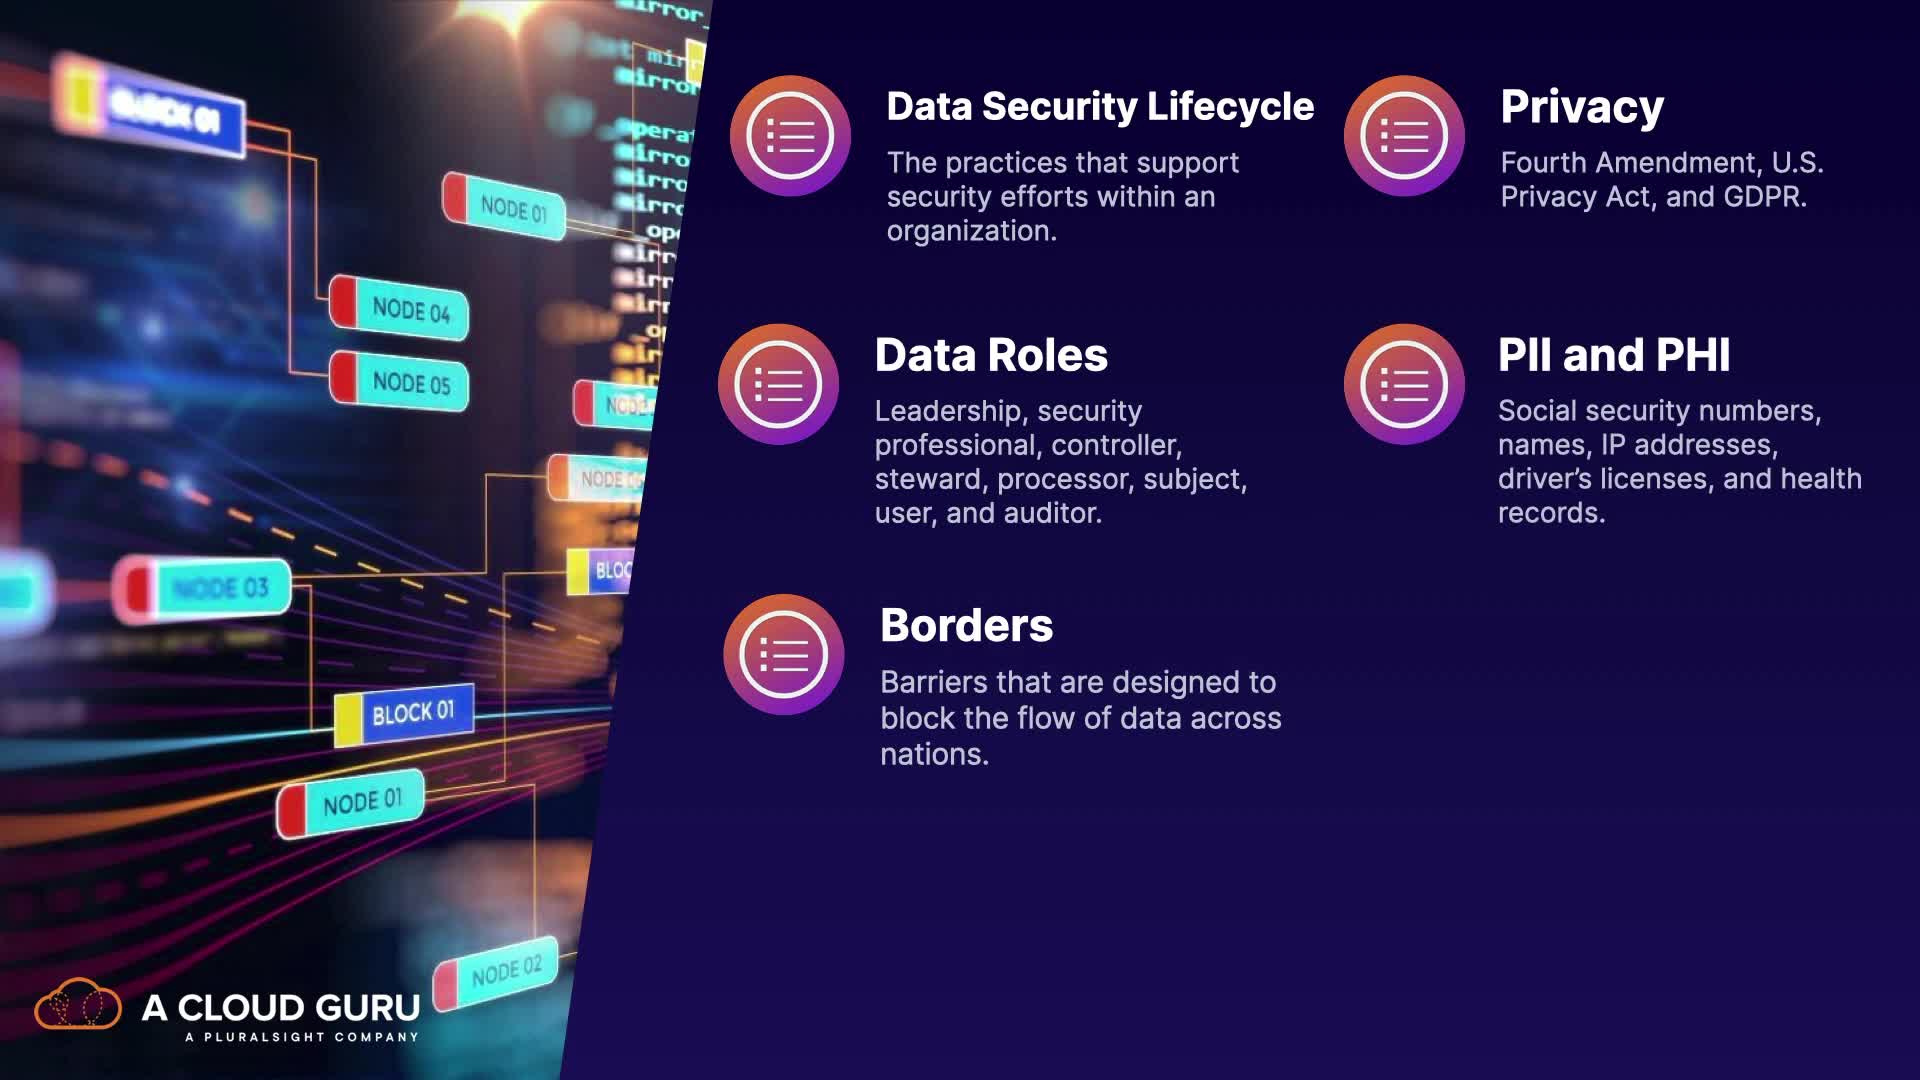 Data Security Lifecycle
The practices that support
security efforts within an
organization.
Privacy
Fourth Amendment, U.S.
Privacy Act, and GDPR.
Data Roles
Leadership, security
professional, controller,
steward, processor, subject,
user, and auditor.
PII and PHI
Social security numbers,
names, IP addresses,
driver’s licenses, and health
records.
Borders
Barriers that are designed to
block the flow of data across
nations.
BLOCK 01
NODE 01
NODE 04
NODE 05
NODE
NODE
NODE 03
BLOCK 01
NODE 01
NODE 02
A CLOUD GURU
A PLURALSIGHT COMPANY